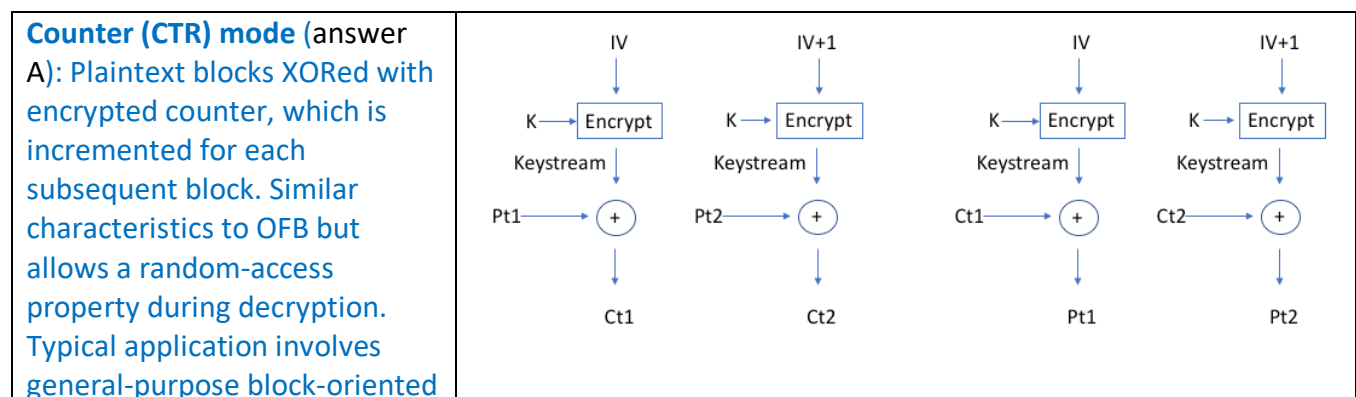 Counter (CTR) mode (answer
A): Plaintext blocks XORed with
encrypted counter, which is
incremented for each
subsequent block. Similar
characteristics to OFB but
allows a random-access
property during decryption.
Typical application involves
general-purpose block-oriented
IV IV+1 IV IV+1
K Encrypt K Encrypt K Encrypt K Encrypt
Keystream Keystream Keystream Keystream
Pt1 + Pt2 + Ct1 + Ct2 +
Ct1 Ct2 Pt1 Pt2